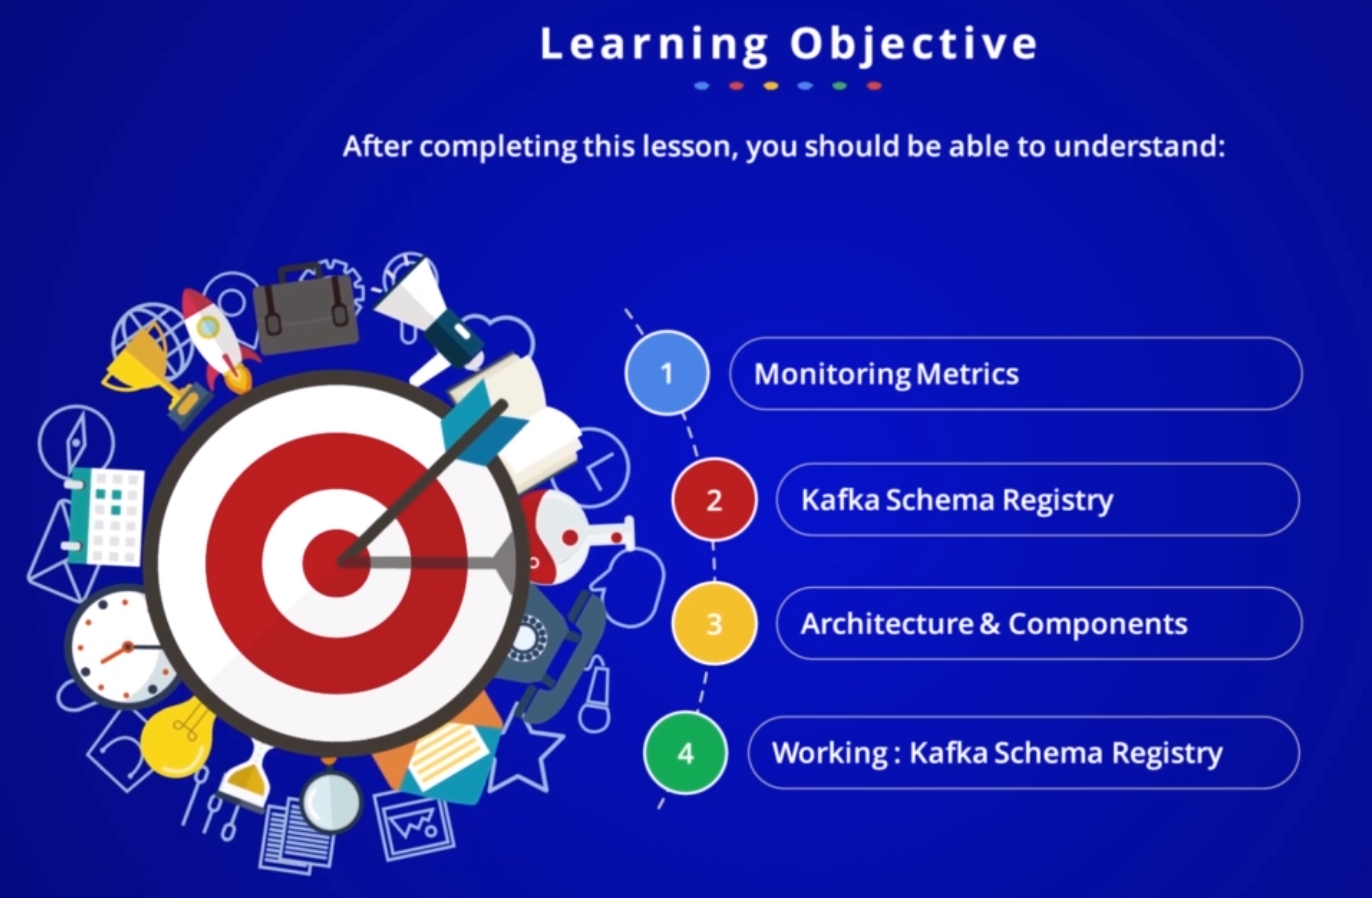 Learning Objective
After completing this lesson, you should be able to understand:
1
Monitoring Metrics
2
Kafka Schema Registry
3
Architecture & Components
4
Working : Kafka Schema Registry